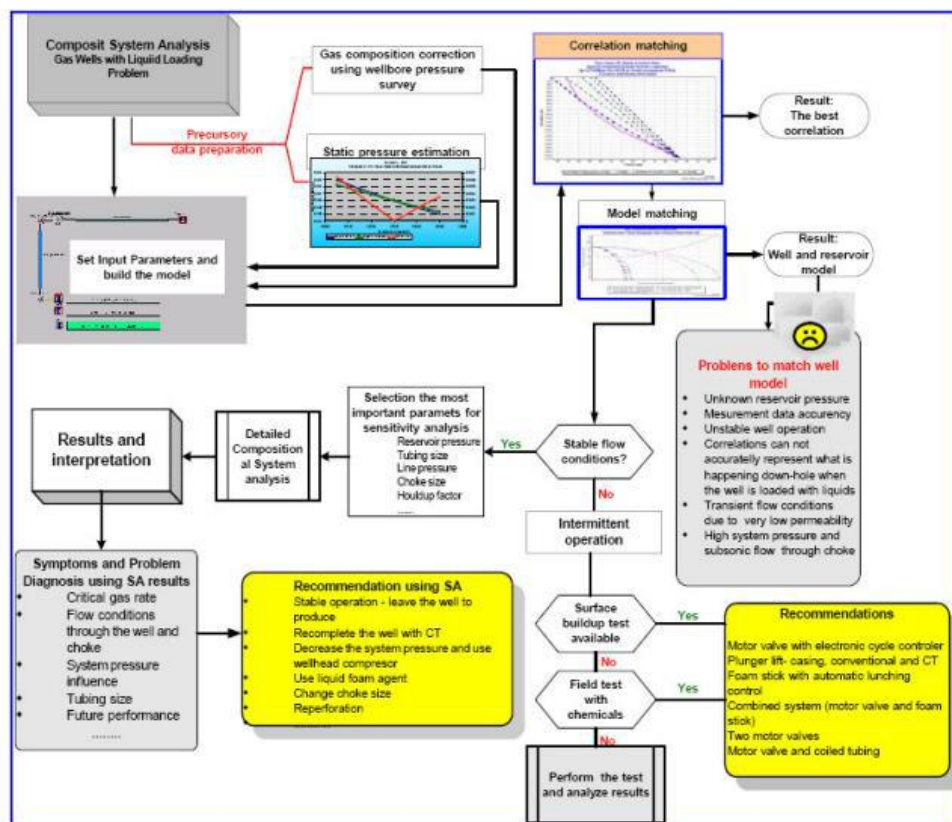 Composit System Analysis
Gas Wells with Liquiid Loading
Problem
Gas composition correction
using wellbore pressure
survey
Precursory
data preparation
Static pressure estimation
Set Input Parameters and
build the model
Correlation matching
Result:
The best
correlation
Model matching
Result:
Well and reservoir
model
Problens to match well
model
• Unknown reservoir pressure
• Mesurement data accurency
• Unstable well operation
• Correlations can not
accuratelly represent what is
happening down-hole when
the well is loaded with liquids
• Transient flow conditions
due to very low permeability
• High system pressure and
subsonic flow through choke
Stable flow
conditions?
Yes
No
Selection the most
important paramets for
sensitivity analysis
Reservoir pressure
Tubing size
Line pressure
Choke size
Houldup factor
......
Detailed
Composition
al System
analysis
Results and
interpretation
Symptoms and Problem
Diagnosis using SA results
• Critical gas rate
• Flow conditions
through the well and
choke
• System pressure
influence
• Tubing size
• Future performance
........
Recommendation using SA
• Stable operation - leave the well to
produce
• Recomplete the well with CT
• Decrease the system pressure and use
wellhead compresor
• Use liquid foam agent
• Change choke size
• Reperforation
• ........
Intermittent
operation
Surface
buildup test
available
Yes
No
Field test
with
chemicals
Yes
No
Perform the test
and analyze results
Recommendations
Motor valve with electronic cycle controler
Plunger lift- casing, conventional and CT
Foam stick with automatic lunching
control
Combined system (motor valve and foam
stick)
Two motor valves
Motor valve and coiled tubing